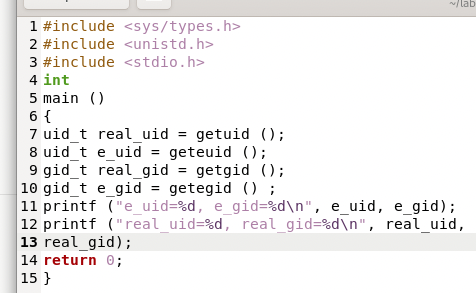 ~/lab
1 #include <sys/types.h>
2 #include <unistd.h>
3 #include <stdio.h>
4 int
5 main ()
6 {
7 uid_t real_uid = getuid ();
8 uid_t e_uid = geteuid ();
9 gid_t real_gid = getgid ();
10 gid_t e_gid = getegid () ;
11 printf ("e_uid=%d, e_gid=%d\n", e_uid, e_gid);
12 printf ("real_uid=%d, real_gid=%d\n", real_uid,
13 real_gid);
14 return 0;
15 }